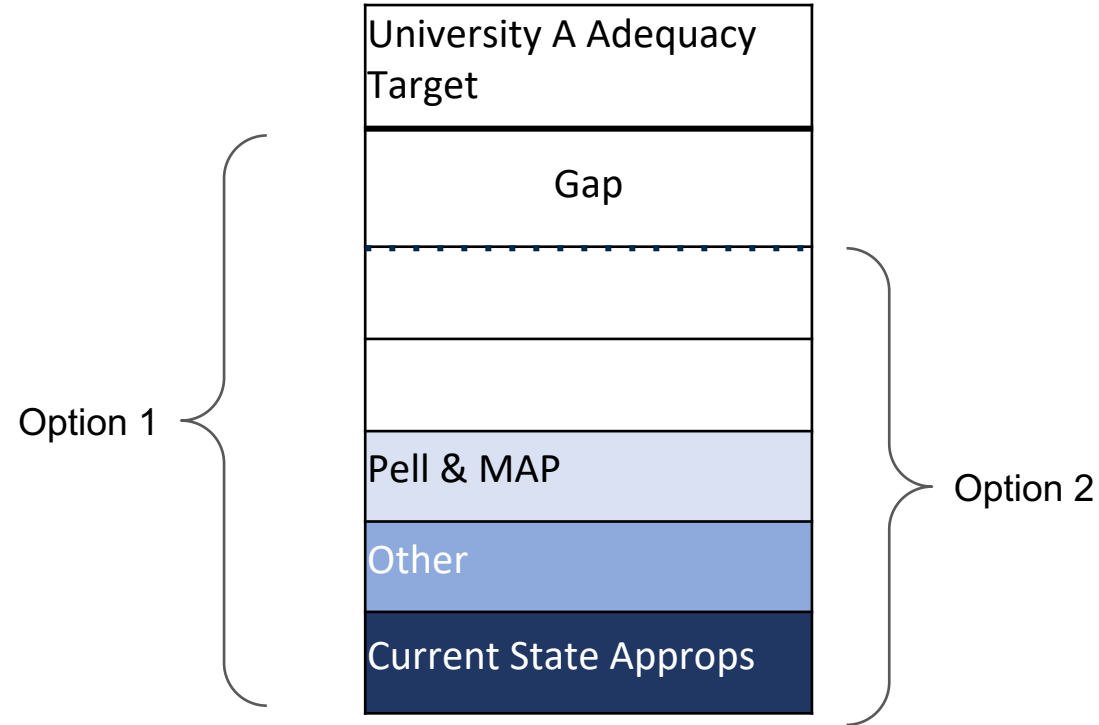 University A Adequacy
Target
Gap
Option 1
Pell & MAP
Option 2
Other
Current State Approps